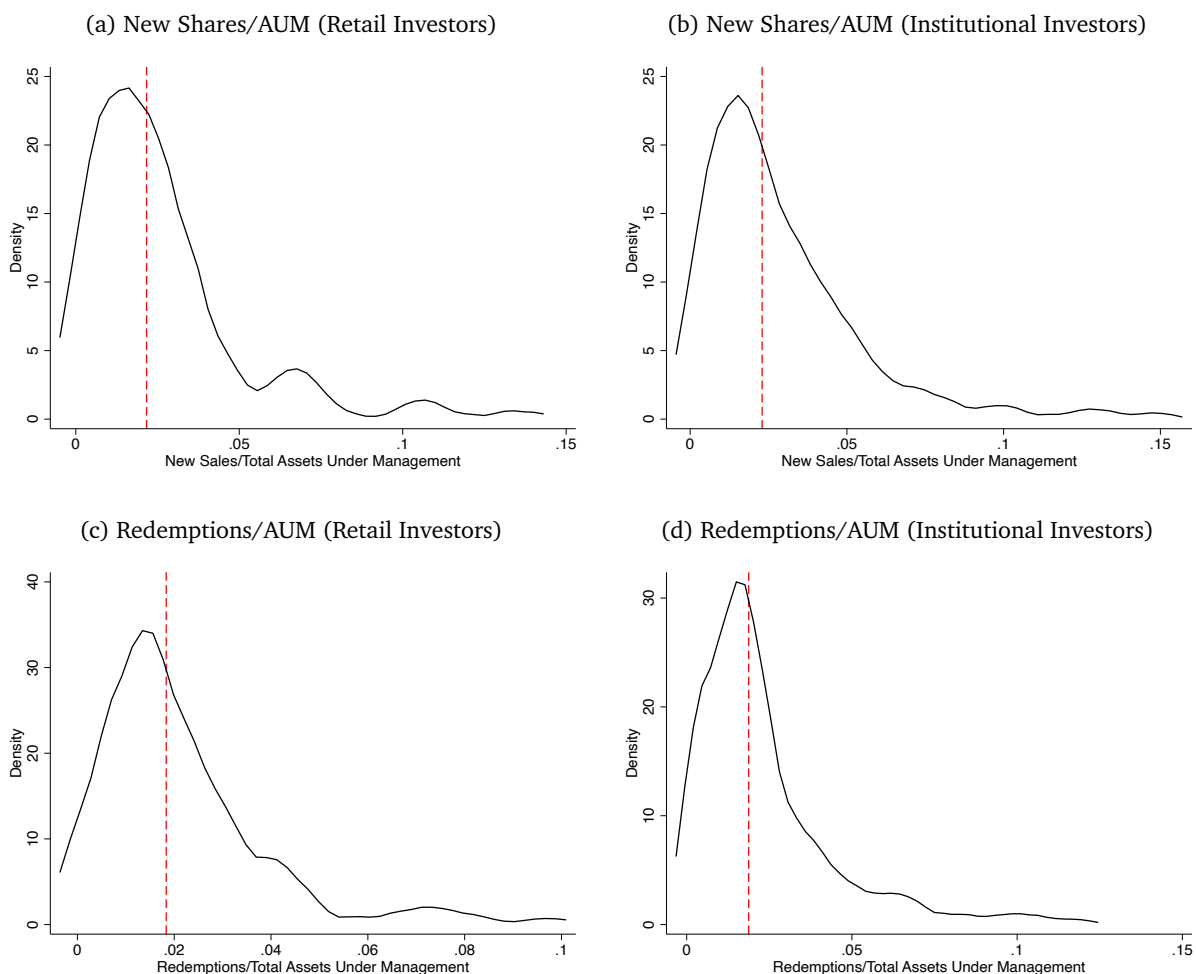 (a) New Shares/AUM (Retail Investors)
25
20
15
10
5
0
Density
0 .05 .1 .15
New Sales/Total Assets Under Management
(b) New Shares/AUM (Institutional Investors)
25
20
15
10
5
0
Density
0 .05 .1 .15
New Sales/Total Assets Under Management
(c) Redemptions/AUM (Retail Investors)
40
30
20
10
0
Density
0 .02 .04 .06 .08 .1
Redemptions/Total Assets Under Management
(d) Redemptions/AUM (Institutional Investors)
30
20
10
0
Density
0 .05 .1 .15
Redemptions/Total Assets Under Management